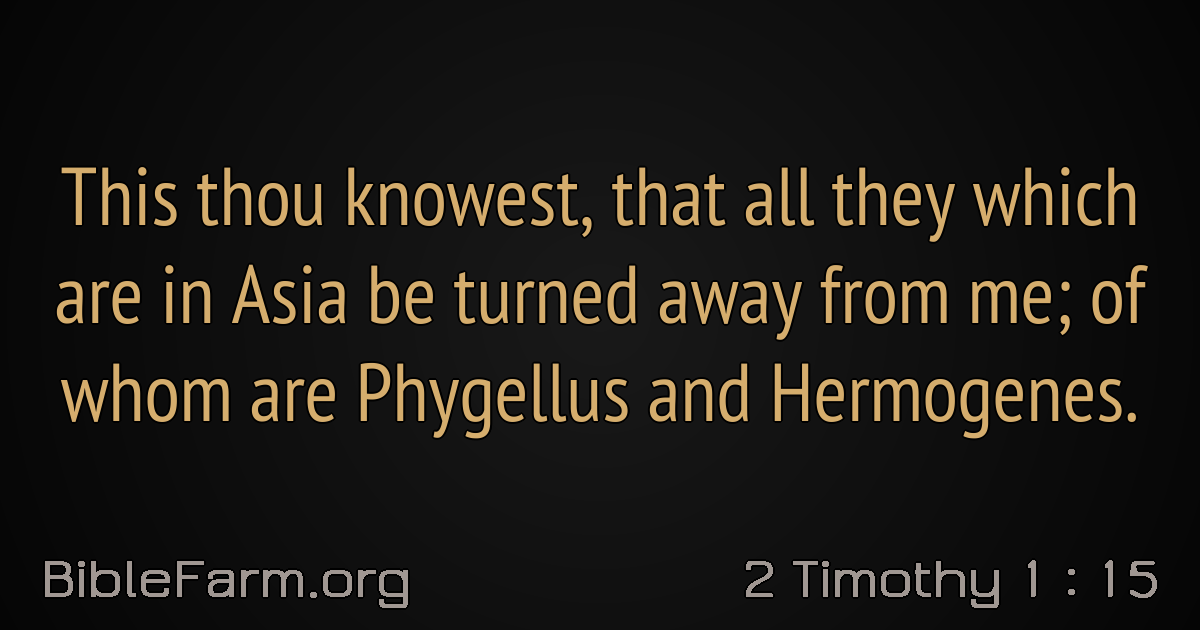 This thou knowest, that all they which
are in Asia be turned away from me; of
whom are Phygellus and Hermogenes.
BibleFarm.org
2 Timothy 1 : 15